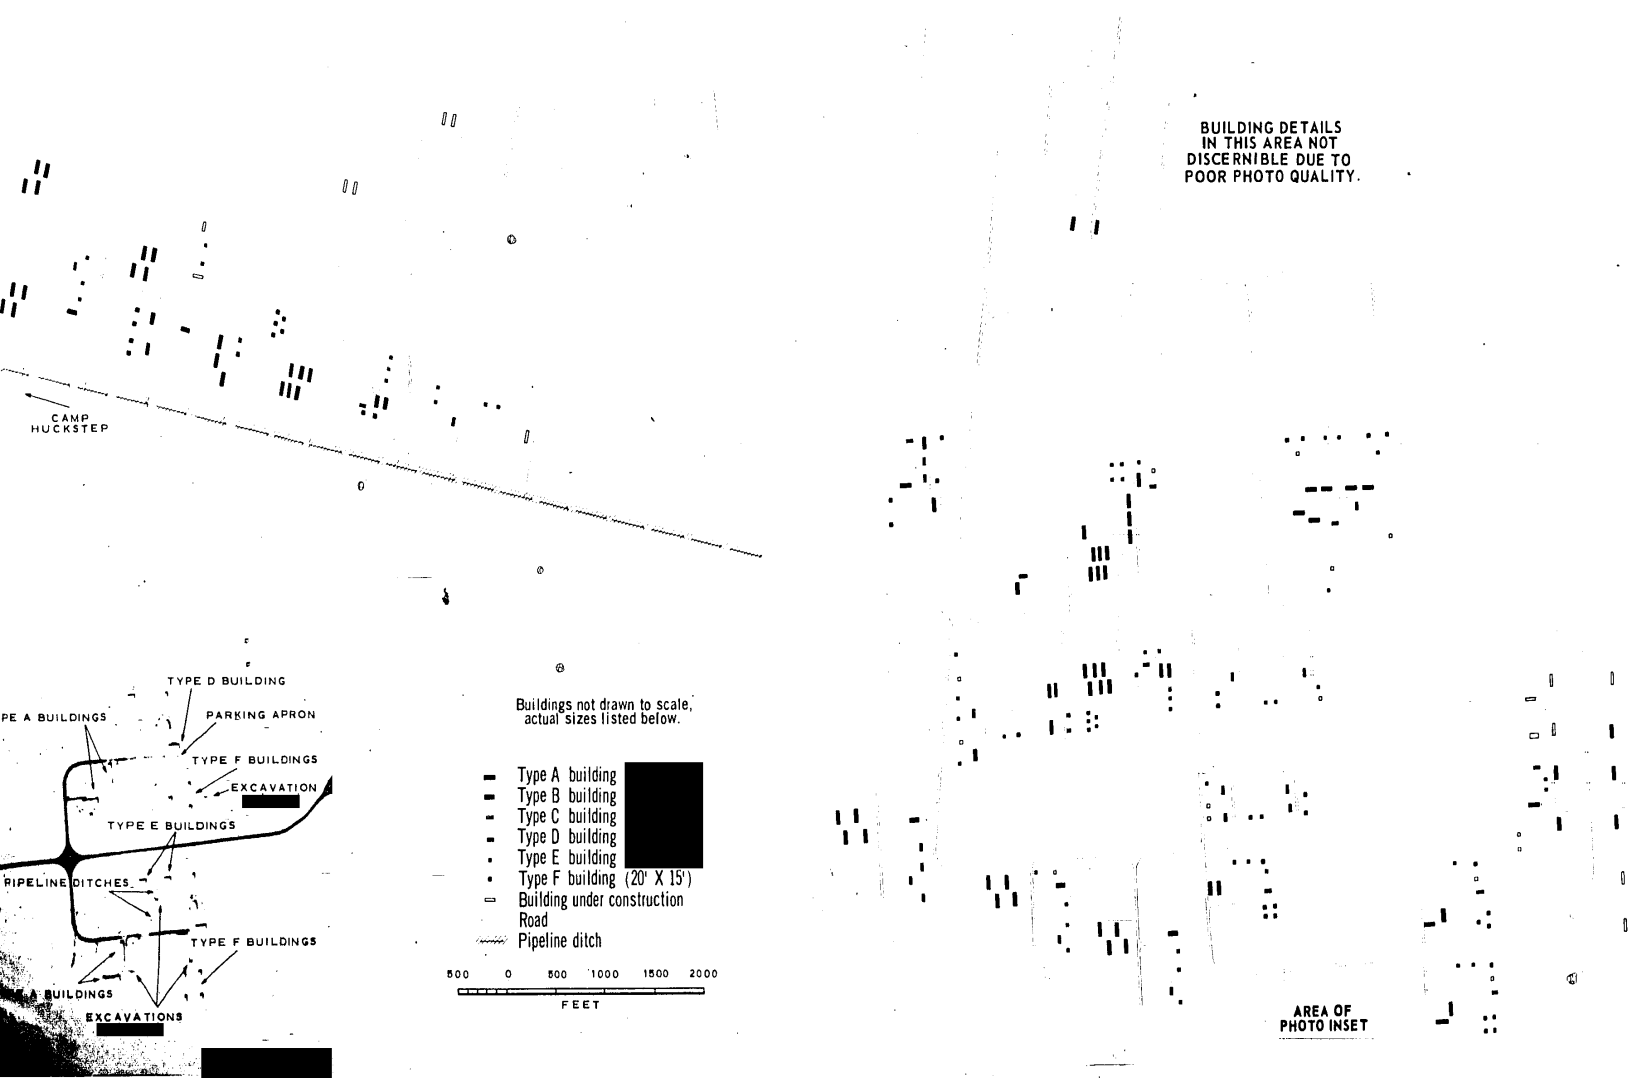 BUILDING DETAILS
IN THIS AREA NOT
DISCERNIBLE DUE TO
POOR PHOTO QUALITY.
CAMP
HUCKSTEP
TYPE D BUILDING
PE A BUILDINGS
PARKING APRON
TYPE F BUILDINGS
EXCAVATION
TYPE E BUILDINGS
PIPELINE DITCHES
TYPE F BUILDINGS
A BUILDINGS
EXCAVATIONS
Buildings not drawn to scale,
actual sizes listed below.
Type A building
Type B building
Type C building
Type D building
Type E building
Type F building (20' X 15')
Building under construction
Road
Pipeline ditch
500 0 500 1000 1500 2000
FEET
AREA OF
PHOTO INSET